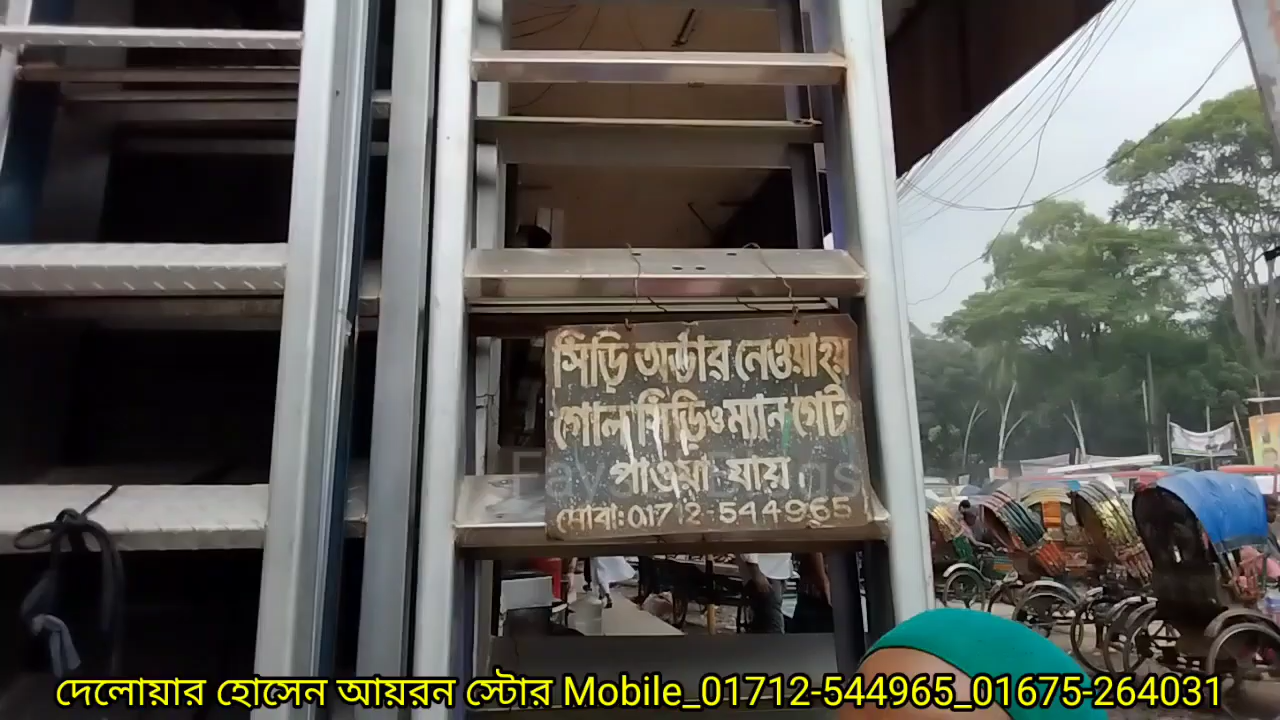 সিঁড়ি অর্ডার নেওয়া হয়
গোল সিঁড়ি ও ম্যান গেট
পাওয়া যায়
মোবা: 01712-544965
দেলোয়ার হোসেন আয়রন স্টোর Mobile_01712-544965_01675-264031